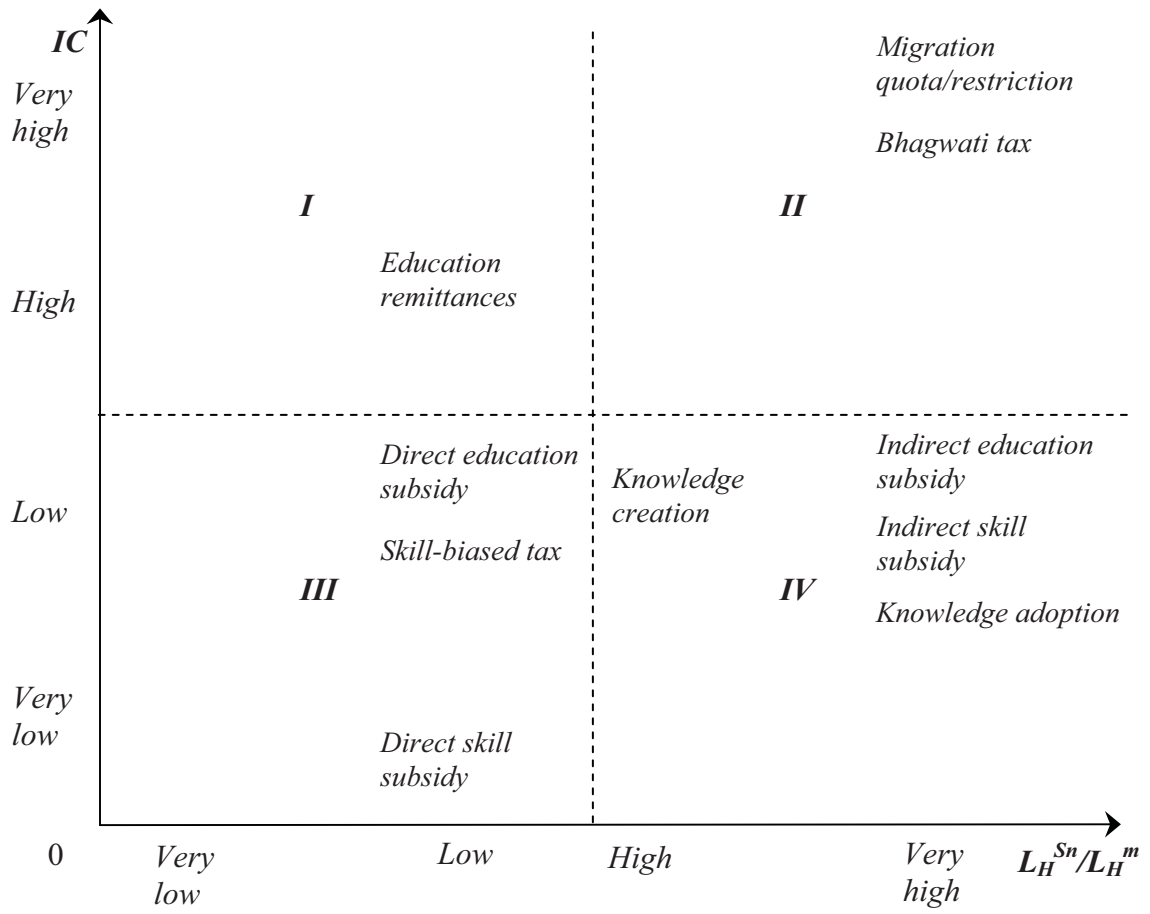 IC
Migration
quota/restriction
Very
high
Bhagwati tax
I
II
Education
remittances
High
Direct education
subsidy
Knowledge
creation
Indirect education
subsidy
Low
Skill-biased tax
Indirect skill
subsidy
III
IV
Knowledge adoption
Very
low
Direct skill
subsidy
0
Very
low
Low
High
Very
high
L_H^Sn/L_H^m